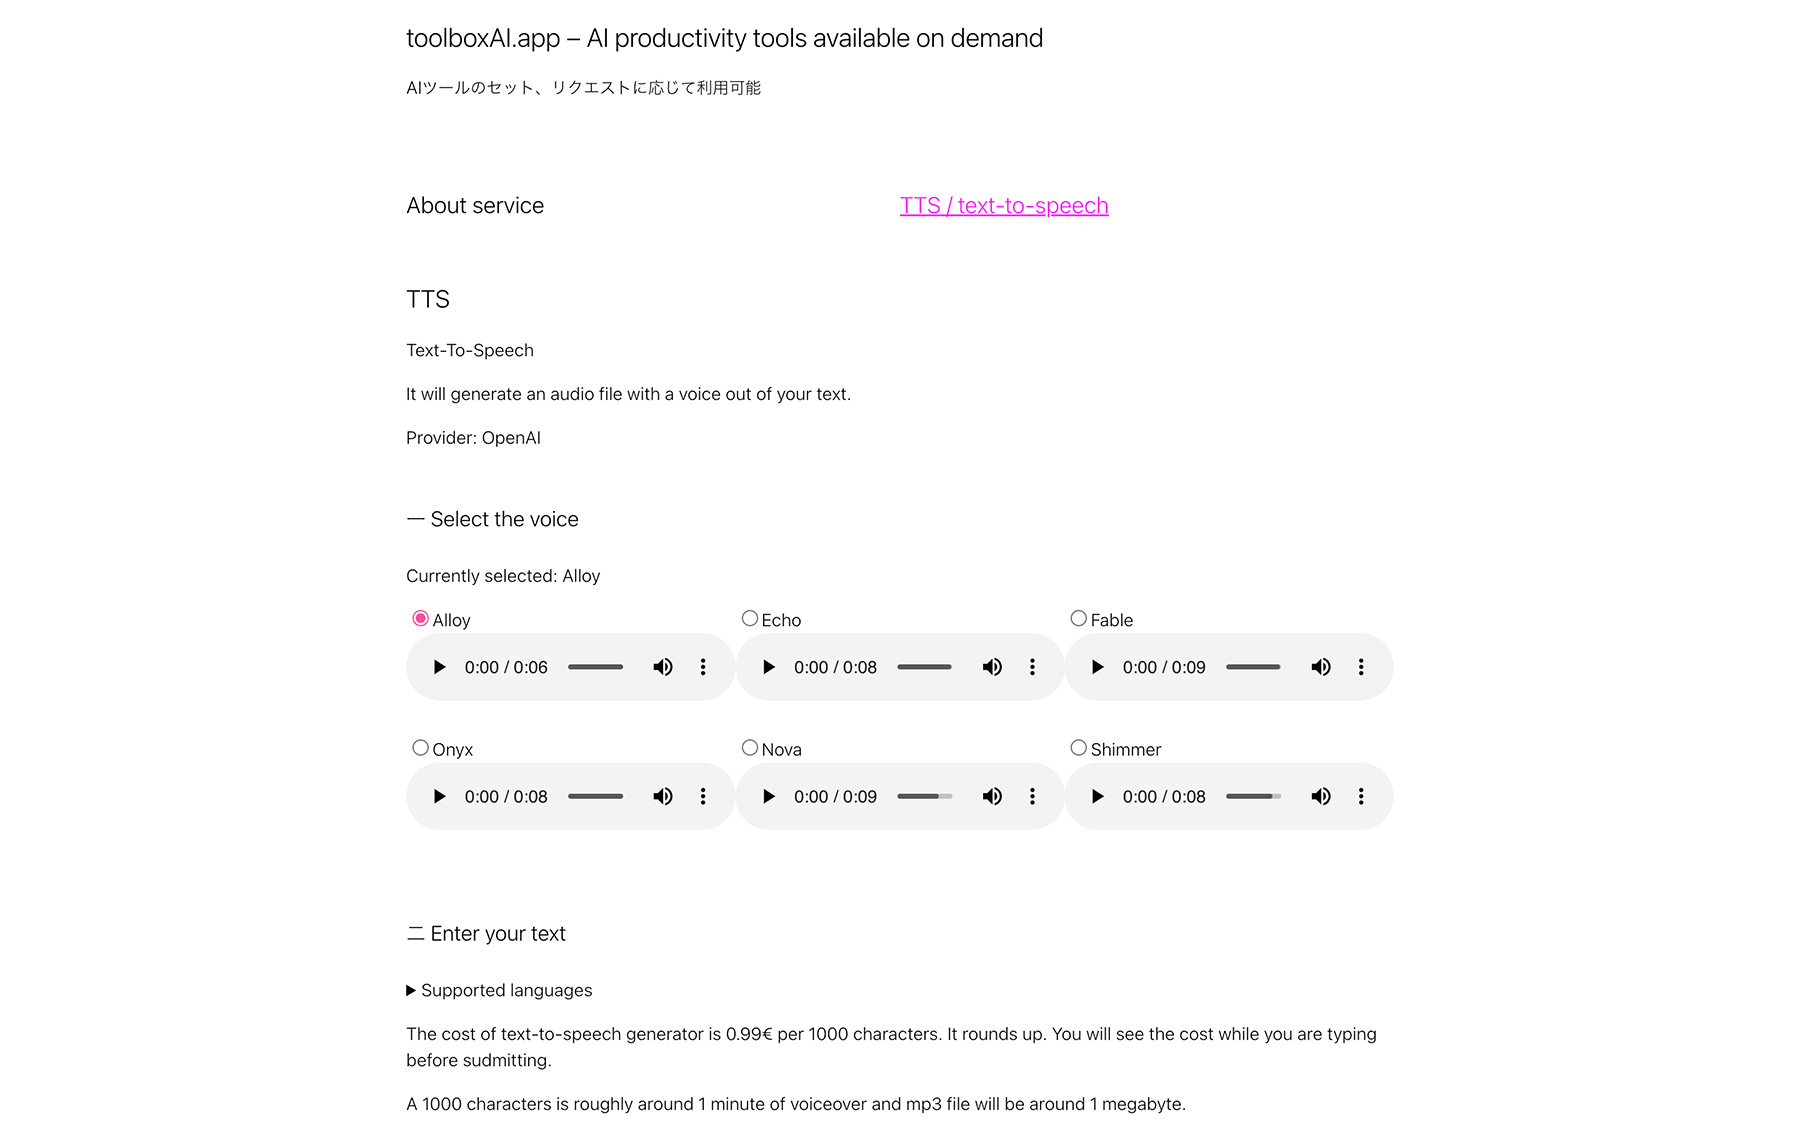 toolboxAI.app – AI productivity tools available on demand
AIツールのセット、リクエストに応じて利用可能
About service
TTS / text-to-speech
TTS
Text-To-Speech
It will generate an audio file with a voice out of your text.
Provider: OpenAI
一 Select the voice
Currently selected: Alloy
Alloy
Echo
Fable
0:00 / 0:06
0:00 / 0:08
0:00 / 0:09
Onyx
Nova
Shimmer
0:00 / 0:08
0:00 / 0:09
0:00 / 0:08
二 Enter your text
Supported languages
The cost of text-to-speech generator is 0.99€ per 1000 characters. It rounds up. You will see the cost while you are typing
before sudmitting.
A 1000 characters is roughly around 1 minute of voiceover and mp3 file will be around 1 megabyte.